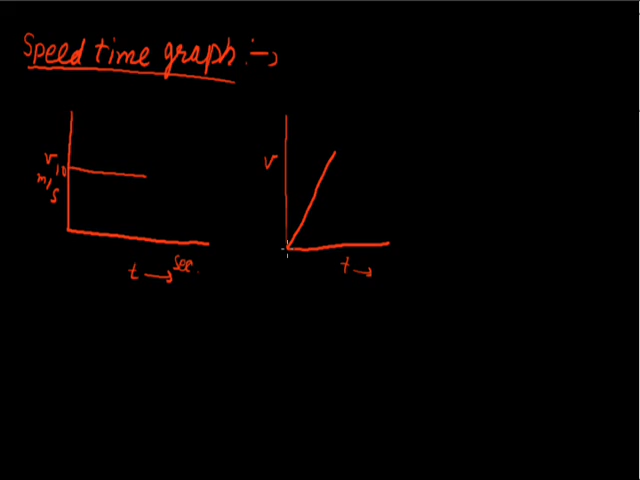 Speed time graph :→
v 10
m/s
t → sec.
v
t →